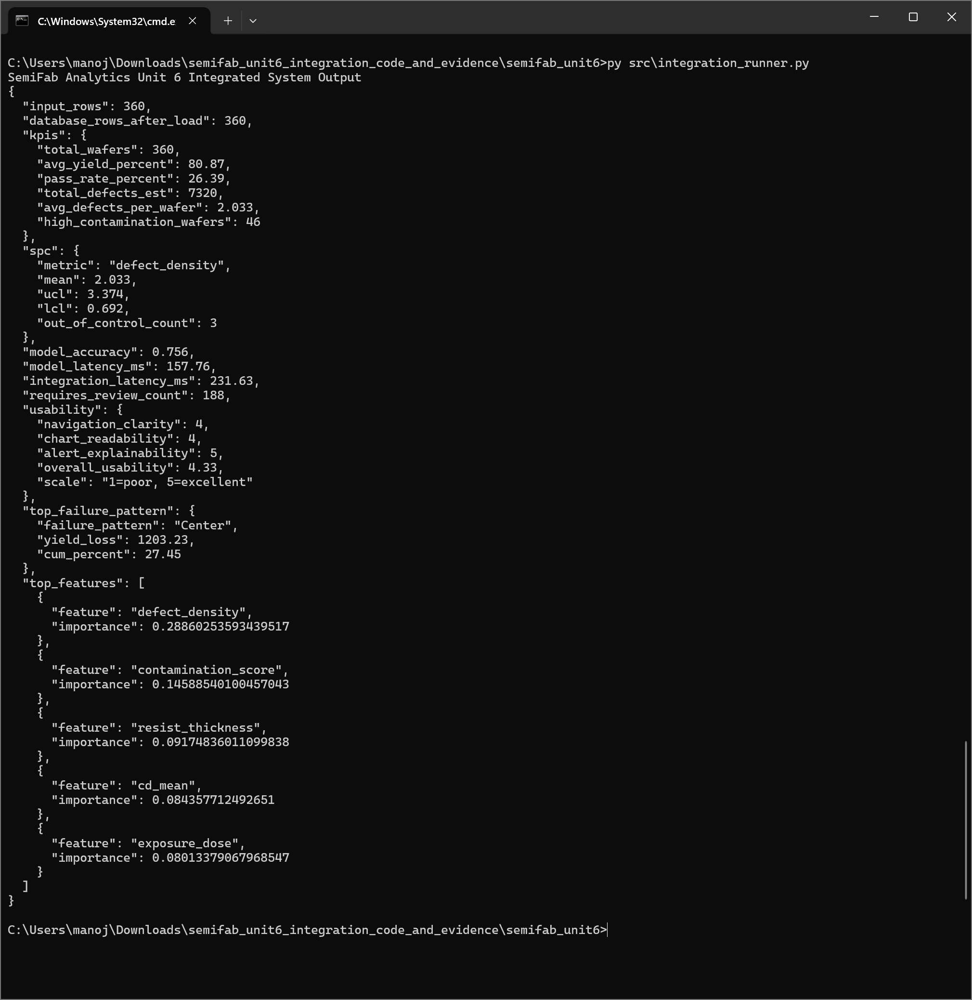 C:\Windows\System32\cmd.e
C:\Users\manoj\Downloads\semifab_unit6_integration_code_and_evidence\semifab_unit6>py src\integration_runner.py
SemiFab Analytics Unit 6 Integrated System Output
{
  "input_rows": 360,
  "database_rows_after_load": 360,
  "kpis": {
    "total_wafers": 360,
    "avg_yield_percent": 80.87,
    "pass_rate_percent": 26.39,
    "total_defects_est": 7320,
    "avg_defects_per_wafer": 2.033,
    "high_contamination_wafers": 46
  },
  "spc": {
    "metric": "defect_density",
    "mean": 2.033,
    "ucl": 3.374,
    "lcl": 0.692,
    "out_of_control_count": 3
  },
  "model_accuracy": 0.756,
  "model_latency_ms": 157.76,
  "integration_latency_ms": 231.63,
  "requires_review_count": 188,
  "usability": {
    "navigation_clarity": 4,
    "chart_readability": 4,
    "alert_explainability": 5,
    "overall_usability": 4.33,
    "scale": "1=poor, 5=excellent"
  },
  "top_failure_pattern": {
    "failure_pattern": "Center",
    "yield_loss": 1203.23,
    "cum_percent": 27.45
  },
  "top_features": [
    {
      "feature": "defect_density",
      "importance": 0.28860253593439517
    },
    {
      "feature": "contamination_score",
      "importance": 0.14588540100457043
    },
    {
      "feature": "resist_thickness",
      "importance": 0.09174836011099838
    },
    {
      "feature": "cd_mean",
      "importance": 0.084357712492651
    },
    {
      "feature": "exposure_dose",
      "importance": 0.08013379067968547
    }
  ]
}
C:\Users\manoj\Downloads\semifab_unit6_integration_code_and_evidence\semifab_unit6>